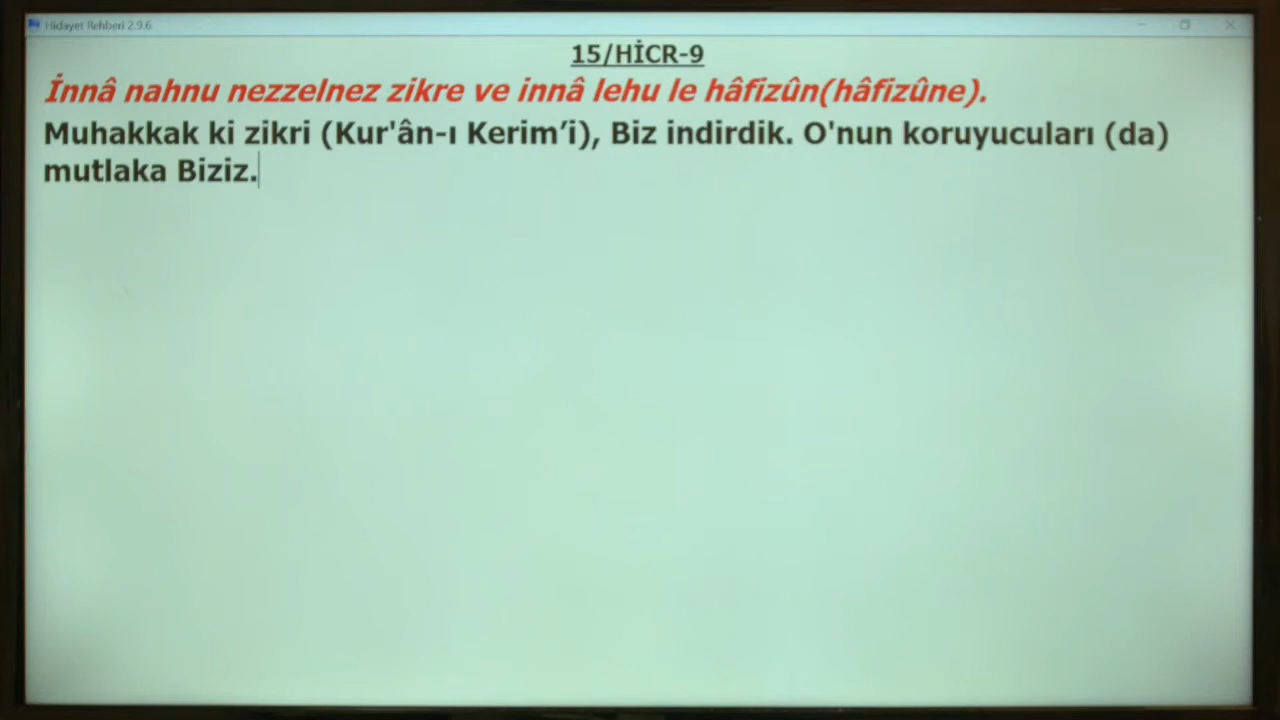 Hidayet Rehberi 2.9.6
15/HİCR-9
İnnâ nahnu nezzelnez zikre ve innâ lehu le hâfizûn(hâfizûne).
Muhakkak ki zikri (Kur'ân-ı Kerim’i), Biz indirdik. O'nun koruyucuları (da)
mutlaka Biziz.